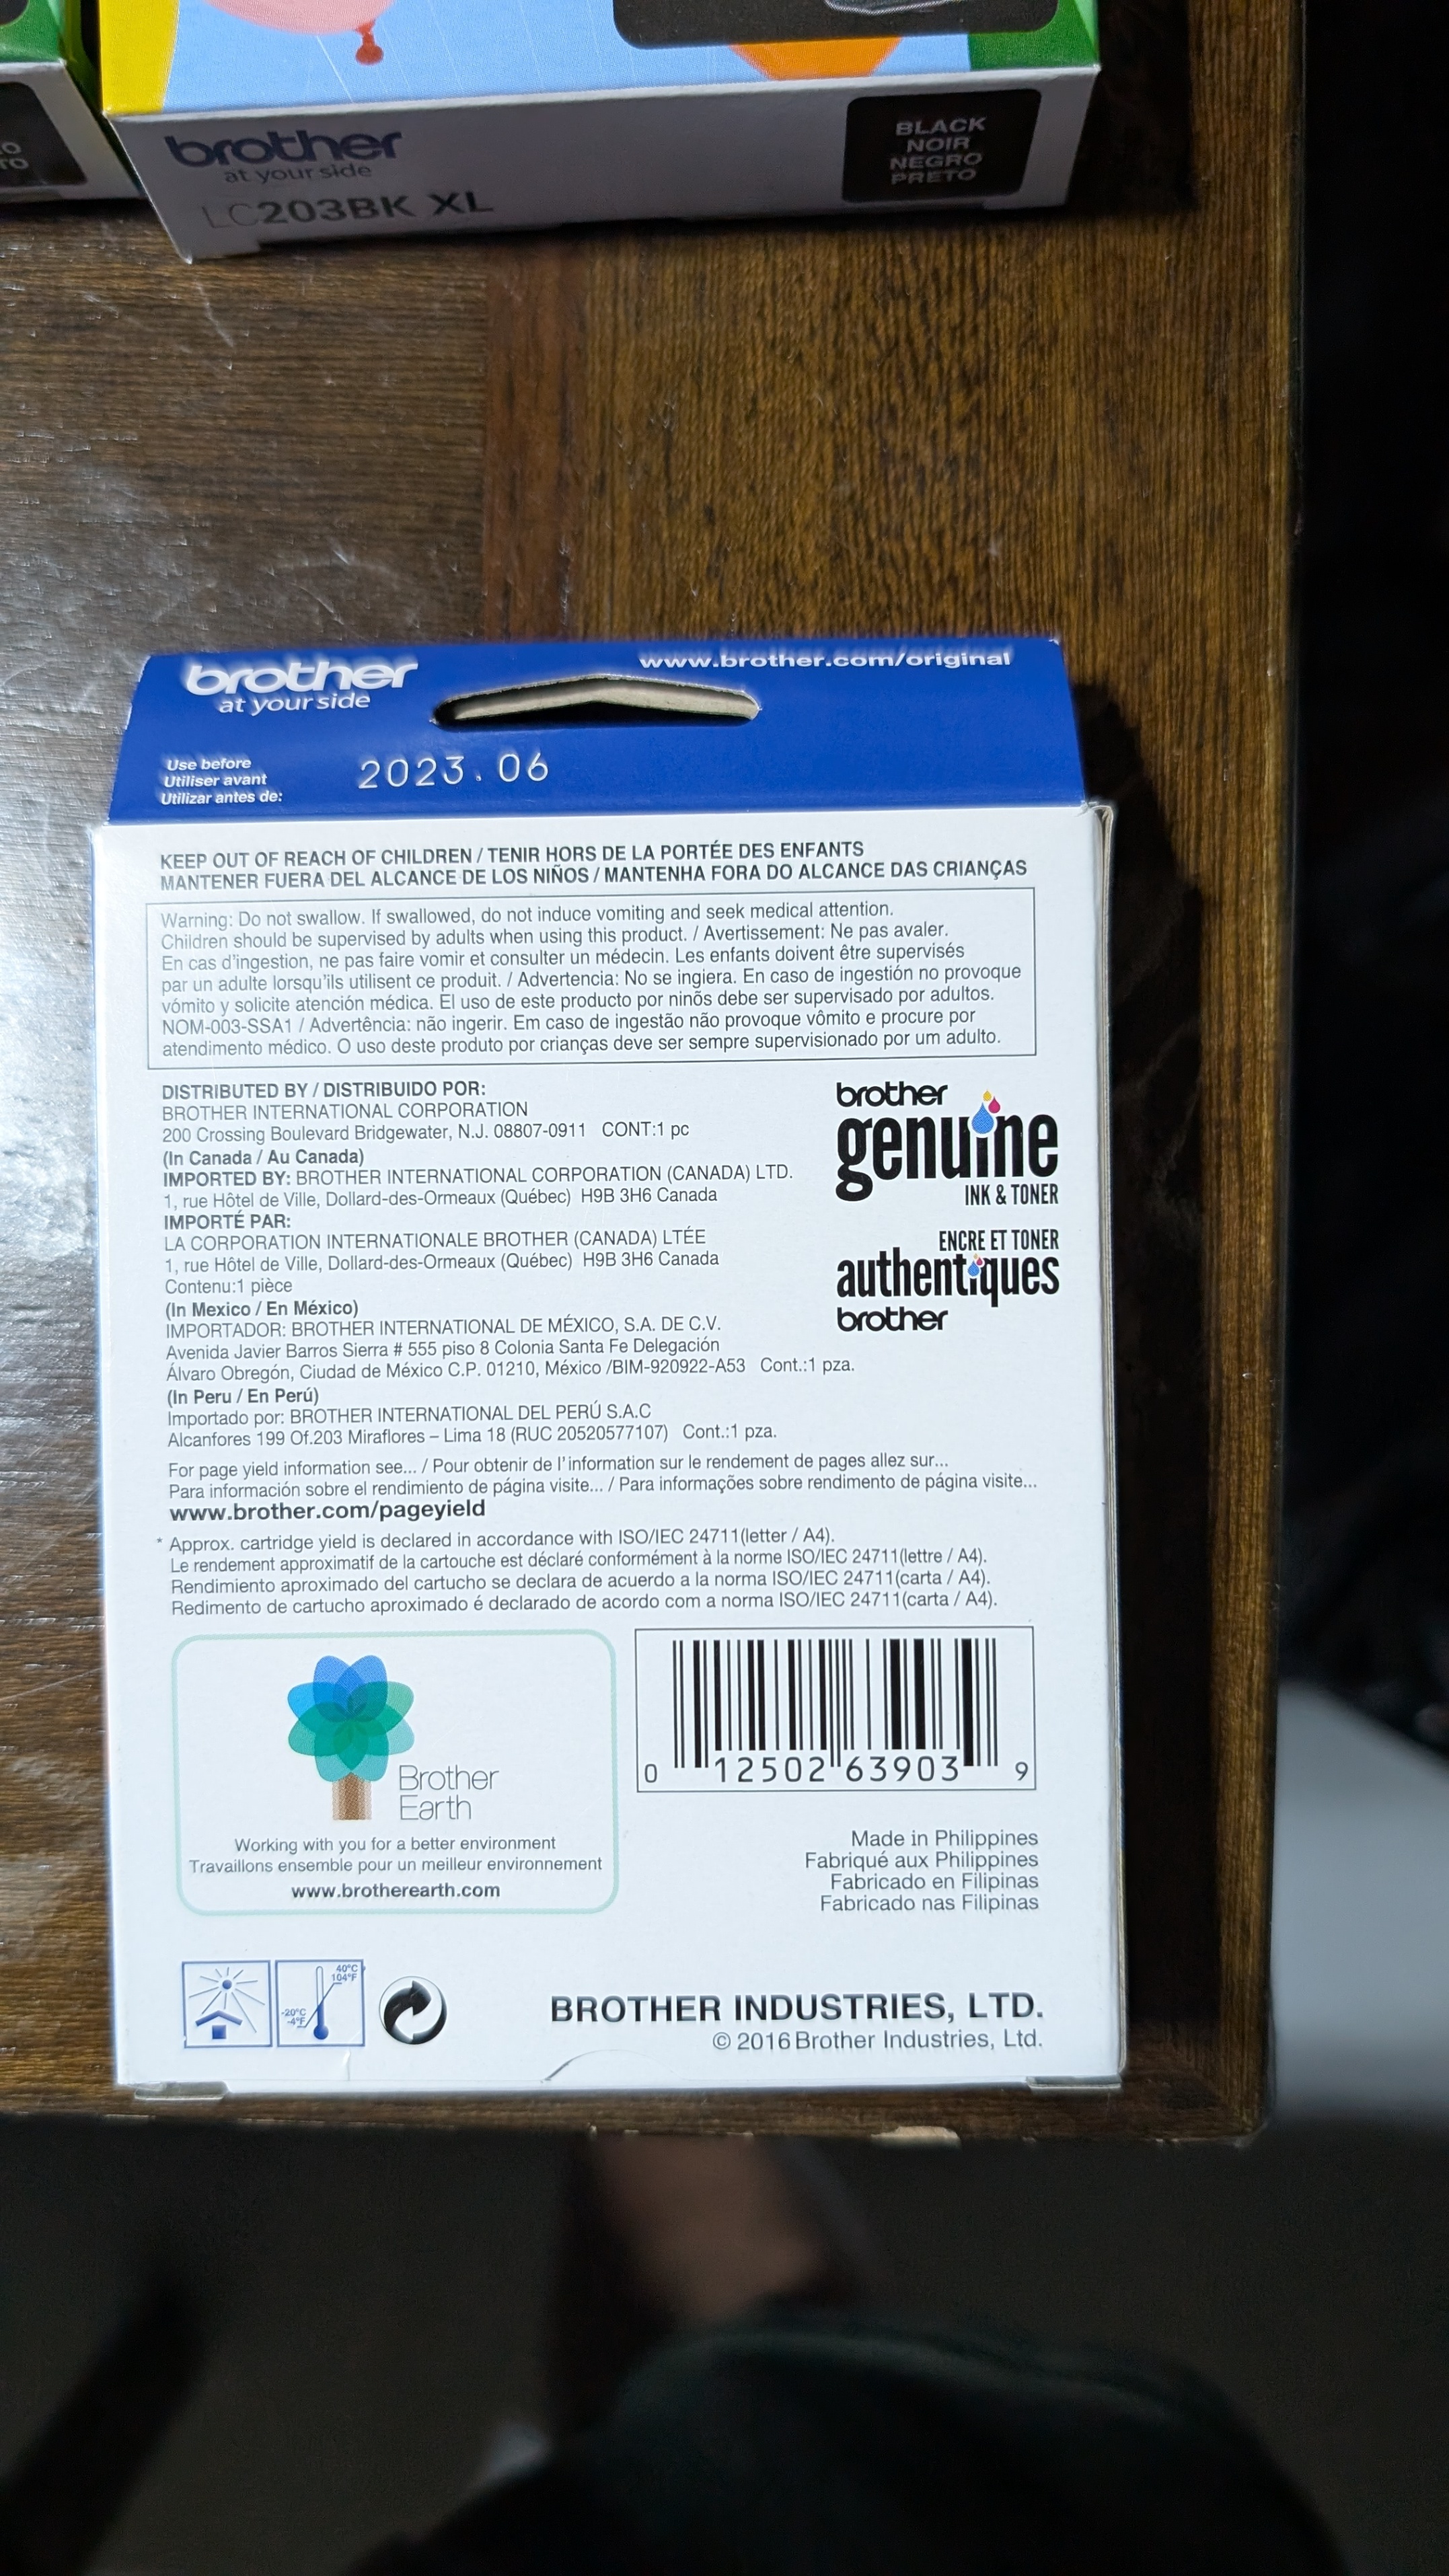 BLACK
NOIR
NEGRO
PRETO
brother
at your side
LC203BK XL
brother
at your side
www.brother.com/original
Use before
Utiliser avant
Utilizar antes de:
2023.06
KEEP OUT OF REACH OF CHILDREN / TENIR HORS DE LA PORTÉE DES ENFANTS
MANTENER FUERA DEL ALCANCE DE LOS NIÑOS / MANTENHA FORA DO ALCANCE DAS CRIANÇAS
Warning: Do not swallow. If swallowed, do not induce vomiting and seek medical attention.
Children should be supervised by adults when using this product. / Avertissement: Ne pas avaler.
En cas d'ingestion, ne pas faire vomir et consulter un médecin. Les enfants doivent être supervisés
par un adulte lorsqu'ils utilisent ce produit. / Advertencia: No se ingiera. En caso de ingestión no provoque
vómito y solicite atención médica. El uso de este producto por ninõs debe ser supervisado por adultos.
NOM-003-SSA1 / Advertência: não ingerir. Em caso de ingestão não provoque vômito e procure por
atendimento médico. O uso deste produto por crianças deve ser sempre supervisionado por um adulto.
DISTRIBUTED BY / DISTRIBUIDO POR:
BROTHER INTERNATIONAL CORPORATION
200 Crossing Boulevard Bridgewater, N.J. 08807-0911 CONT:1 pc
(In Canada / Au Canada)
IMPORTED BY: BROTHER INTERNATIONAL CORPORATION (CANADA) LTD.
1, rue Hôtel de Ville, Dollard-des-Ormeaux (Québec) H9B 3H6 Canada
IMPORTÉ PAR:
LA CORPORATION INTERNATIONALE BROTHER (CANADA) LTÉE
1, rue Hôtel de Ville, Dollard-des-Ormeaux (Québec) H9B 3H6 Canada
Contenu:1 pièce
(In Mexico / En México)
IMPORTADOR: BROTHER INTERNATIONAL DE MÉXICO, S.A. DE C.V.
Avenida Javier Barros Sierra # 555 piso 8 Colonia Santa Fe Delegación
Álvaro Obregón, Ciudad de México C.P. 01210, México /BIM-920922-A53 Cont.:1 pza.
(In Peru / En Perú)
Importado por: BROTHER INTERNATIONAL DEL PERÚ S.A.C
Alcanfores 199 Of.203 Miraflores – Lima 18 (RUC 20520577107) Cont.:1 pza.
brother
genuine
INK & TONER
ENCRE ET TONER
authentiques
brother
For page yield information see... / Pour obtenir de l'information sur le rendement de pages allez sur...
Para información sobre el rendimiento de página visite... / Para informações sobre rendimento de página visite...
www.brother.com/pageyield
* Approx. cartridge yield is declared in accordance with ISO/IEC 24711(letter / A4).
Le rendement approximatif de la cartouche est déclaré conformément à la norme ISO/IEC 24711(lettre / A4).
Rendimiento aproximado del cartucho se declara de acuerdo a la norma ISO/IEC 24711(carta / A4).
Redimento de cartucho aproximado é declarado de acordo com a norma ISO/IEC 24711(carta / A4).
Brother
Earth
Working with you for a better environment
Travaillons ensemble pour un meilleur environnement
www.brotherearth.com
0 12502 63903 9
Made in Philippines
Fabriqué aux Philippines
Fabricado en Filipinas
Fabricado nas Filipinas
40°C
104°F
-20°C
-4°F
BROTHER INDUSTRIES, LTD.
© 2016 Brother Industries, Ltd.